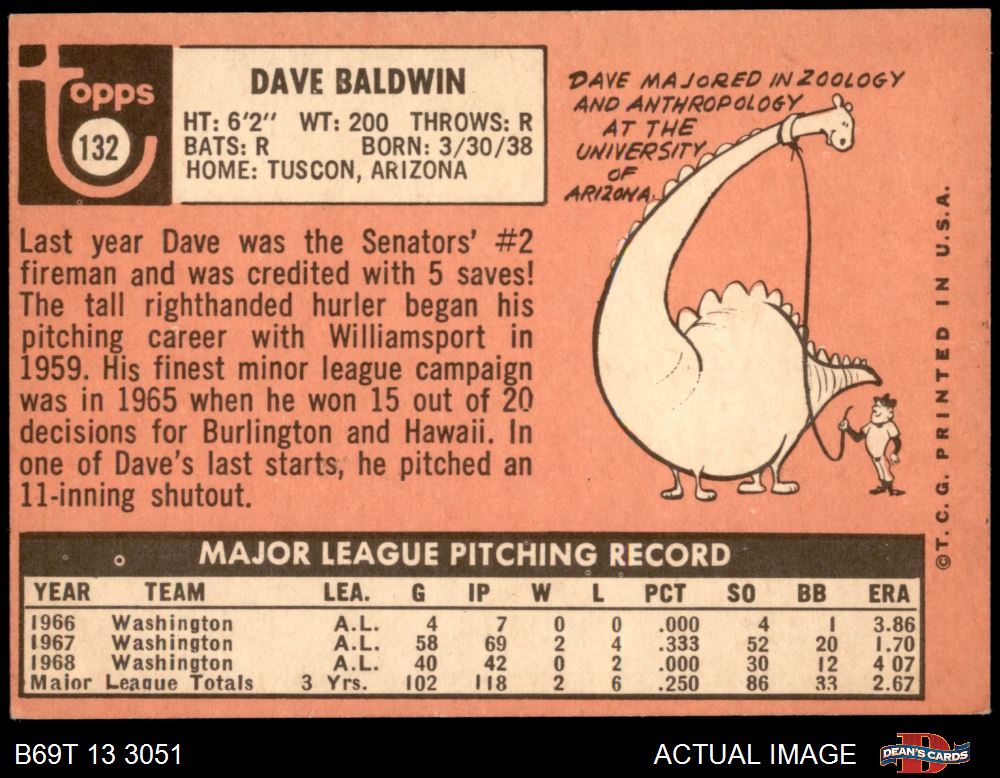 topps
132
DAVE BALDWIN
HT: 6'2" WT: 200 THROWS: R
BATS: R BORN: 3/30/38
HOME: TUSCON, ARIZONA
DAVE MAJORED IN ZOOLOGY
AND ANTHROPOLOGY
AT THE
UNIVERSITY
OF
ARIZONA.
Last year Dave was the Senators' #2
fireman and was credited with 5 saves!
The tall righthanded hurler began his
pitching career with Williamsport in
1959. His finest minor league campaign
was in 1965 when he won 15 out of 20
decisions for Burlington and Hawaii. In
one of Dave's last starts, he pitched an
11-inning shutout.
©T.C.G. PRINTED IN U.S.A.
MAJOR LEAGUE PITCHING RECORD
YEAR TEAM LEA. G IP W L PCT SO BB ERA
1966 Washington A.L. 4 7 0 0 .000 4 1 3.86
1967 Washington A.L. 58 69 2 4 .333 52 20 1.70
1968 Washington A.L. 40 42 0 2 .000 30 12 4 07
Major League Totals 3 Yrs. 102 118 2 6 .250 86 33 2.67
B69T 13 3051
ACTUAL IMAGE
D
DEAN'S CARDS